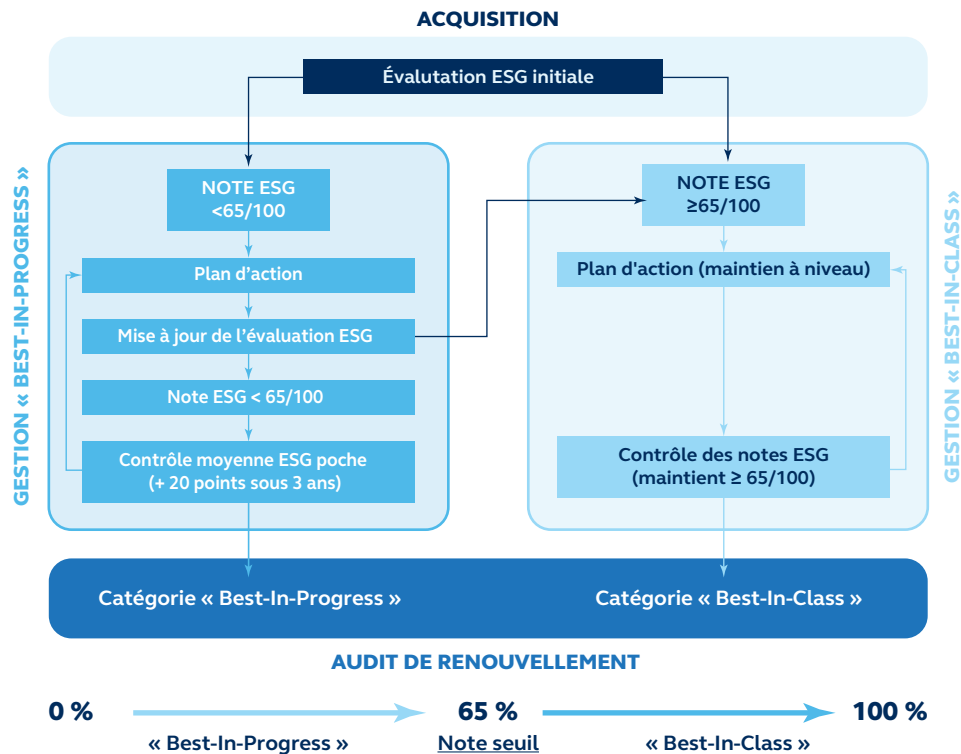 ACQUISITION
Évalutation ESG initiale
GESTION « BEST-IN-PROGRESS »
NOTE ESG
<65/100
Plan d’action
Mise à jour de l’évaluation ESG
Note ESG < 65/100
Contrôle moyenne ESG poche
(+ 20 points sous 3 ans)
NOTE ESG
≥65/100
Plan d'action (maintien à niveau)
Contrôle des notes ESG
(maintient ≥ 65/100)
GESTION « BEST-IN-CLASS »
Catégorie « Best-In-Progress »
Catégorie « Best-In-Class »
AUDIT DE RENOUVELLEMENT
0 %
65 %
100 %
« Best-In-Progress »
Note seuil
« Best-In-Class »